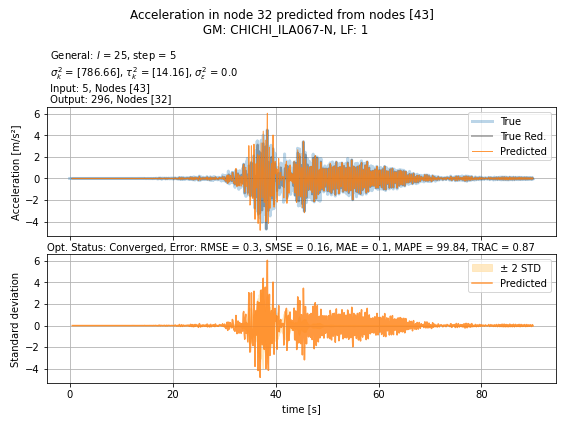 Acceleration in node 32 predicted from nodes [43]
GM: CHICHI_ILA067-N, LF: 1
General: l = 25, step = 5
σ²ₖ = [786.66], τ²ₖ = [14.16], σ²_ε = 0.0
Input: 5, Nodes [43]
Output: 296, Nodes [32]
6
4
2
0
−2
−4
Acceleration [m/s²]
True
True Red.
Predicted
Opt. Status: Converged, Error: RMSE = 0.3, SMSE = 0.16, MAE = 0.1, MAPE = 99.84, TRAC = 0.87
6
4
2
0
−2
−4
Standard deviation
± 2 STD
Predicted
0 20 40 60 80
time [s]